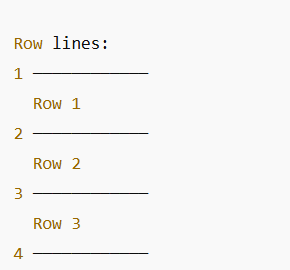 Row lines:
1 ────────────
  Row 1
2 ────────────
  Row 2
3 ────────────
  Row 3
4 ────────────